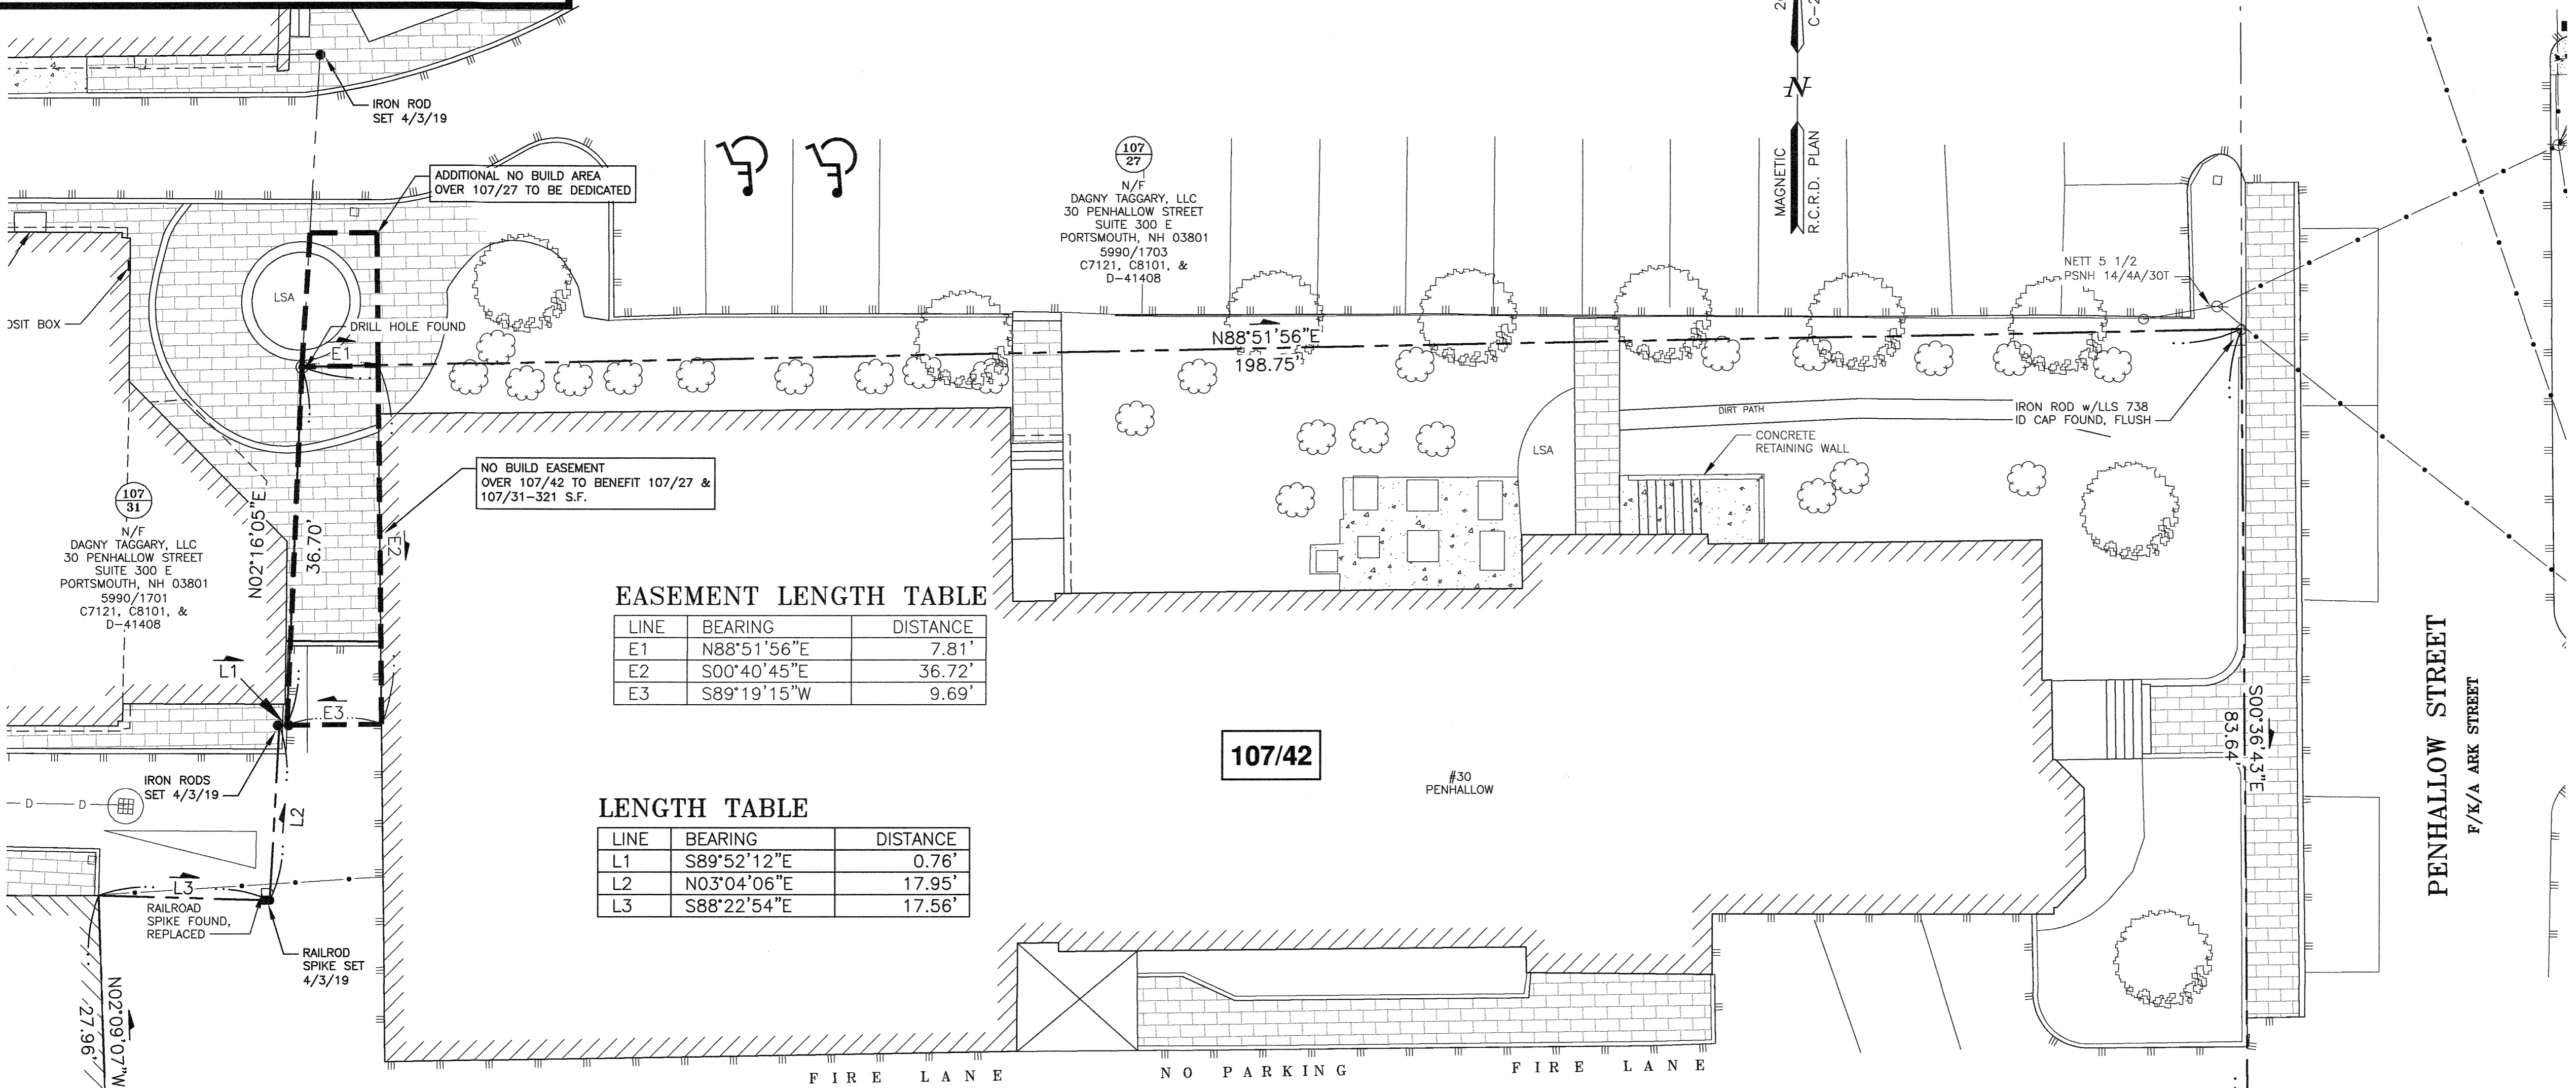 IRON ROD
SET 4/3/19
ADDITIONAL NO BUILD AREA
OVER 107/27 TO BE DEDICATED
107
27
N/F
DAGNY TAGGARY, LLC
30 PENHALLOW STREET
SUITE 300 E
PORTSMOUTH, NH 03801
5990/1703
C7121, C8101, &
D-41408
N
MAGNETIC
R.C.R.D. PLAN
NETT 5 1/2
PSNH 14/4A/30T
LSA
OSIT BOX
DRILL HOLE FOUND
E1
N88°51'56"E
198.75'
DIRT PATH
IRON ROD w/LLS 738
ID CAP FOUND, FLUSH
CONCRETE
RETAINING WALL
LSA
NO BUILD EASEMENT
OVER 107/42 TO BENEFIT 107/27 &
107/31-321 S.F.
107
31
N/F
DAGNY TAGGARY, LLC
30 PENHALLOW STREET
SUITE 300 E
PORTSMOUTH, NH 03801
5990/1701
C7121, C8101, &
D-41408
N02°16'05"E
36.70'
E2
EASEMENT LENGTH TABLE
LINE BEARING DISTANCE
E1 N88°51'56"E 7.81'
E2 S00°40'45"E 36.72'
E3 S89°19'15"W 9.69'
L1
E3
IRON RODS
SET 4/3/19
D D
L2
107/42
#30
PENHALLOW
S00°36'43"E
83.64'
PENHALLOW STREET
F/K/A ARK STREET
LENGTH TABLE
LINE BEARING DISTANCE
L1 S89°52'12"E 0.76'
L2 N03°04'06"E 17.95'
L3 S88°22'54"E 17.56'
L3
RAILROAD
SPIKE FOUND,
REPLACED
RAILROD
SPIKE SET
4/3/19
N02°09'07"W
27.96'
FIRE LANE NO PARKING FIRE LANE